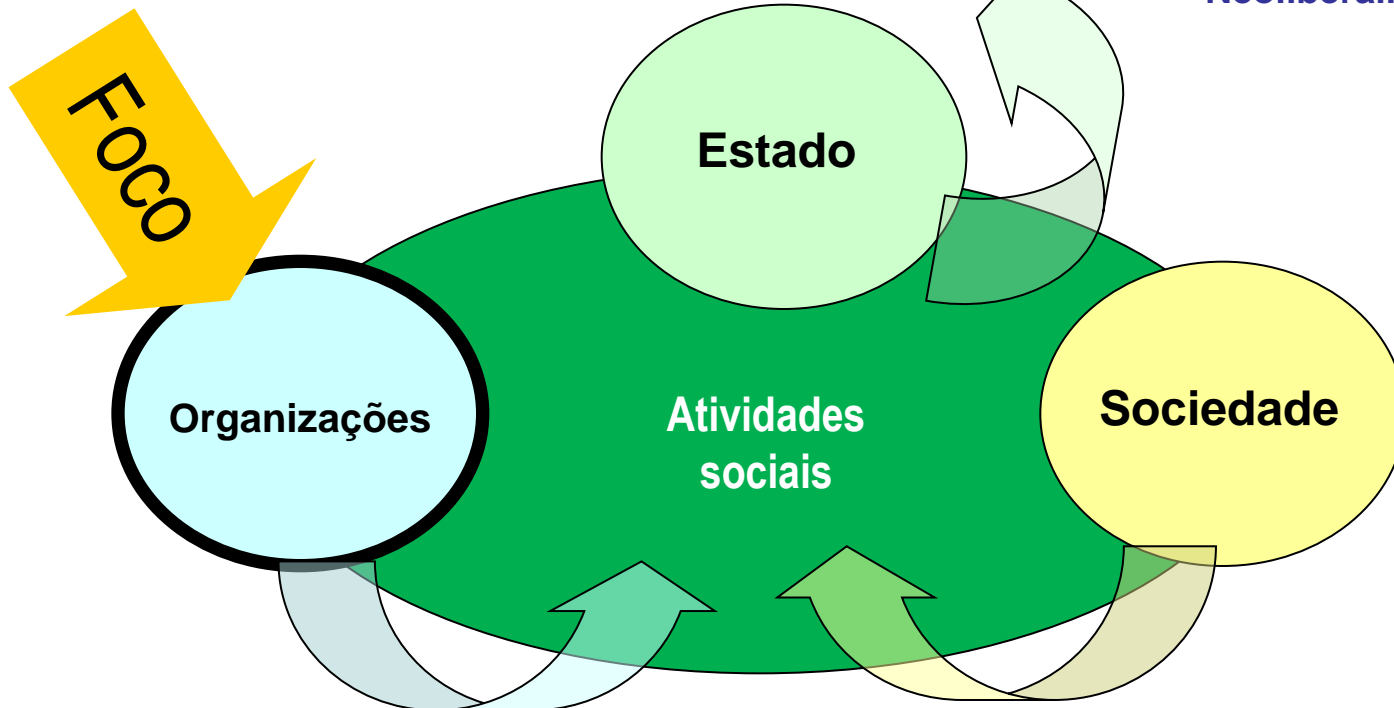 Foco
Estado
Organizações
Atividades
sociais
Sociedade